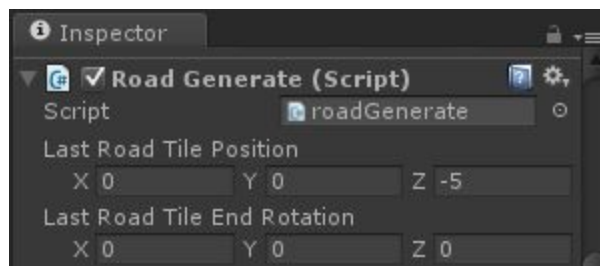 Inspector
Road Generate (Script)
Script roadGenerate
Last Road Tile Position
X 0 Y 0 Z -5
Last Road Tile End Rotation
X 0 Y 0 Z 0